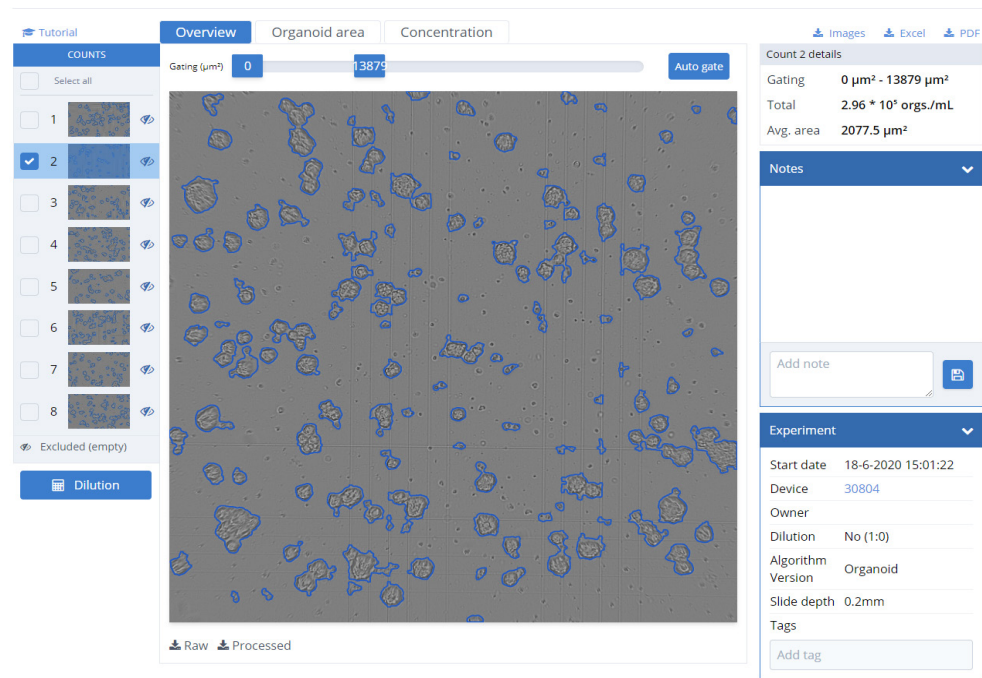 Tutorial
Overview Organoid area Concentration
Images Excel PDF
COUNTS
Select all
1
2
3
4
5
6
7
8
Excluded (empty)
Dilution
Gating (µm²) 0 13879 Auto gate
Raw Processed
Count 2 details
Gating 0 µm² - 13879 µm²
Total 2.96 * 10⁵ orgs./mL
Avg. area 2077.5 µm²
Notes
Add note
Experiment
Start date 18-6-2020 15:01:22
Device 30804
Owner
Dilution No (1:0)
Algorithm
Version Organoid
Slide depth 0.2mm
Tags
Add tag